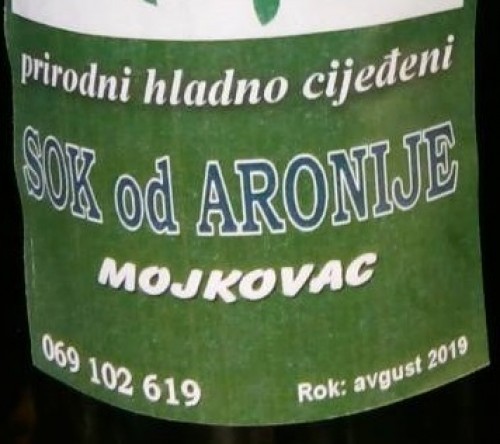 prirodni hladno cijeđeni
SOK od ARONIJE
MOJKOVAC
069 102 619
Rok: avgust 2019